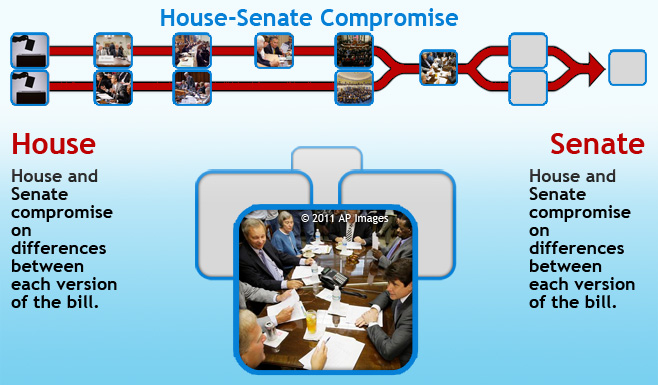 House-Senate Compromise
House
House and
Senate
compromise
on
differences
between
each version
of the bill.
© 2011 AP Images
Senate
House and
Senate
compromise
on
differences
between
each version
of the bill.